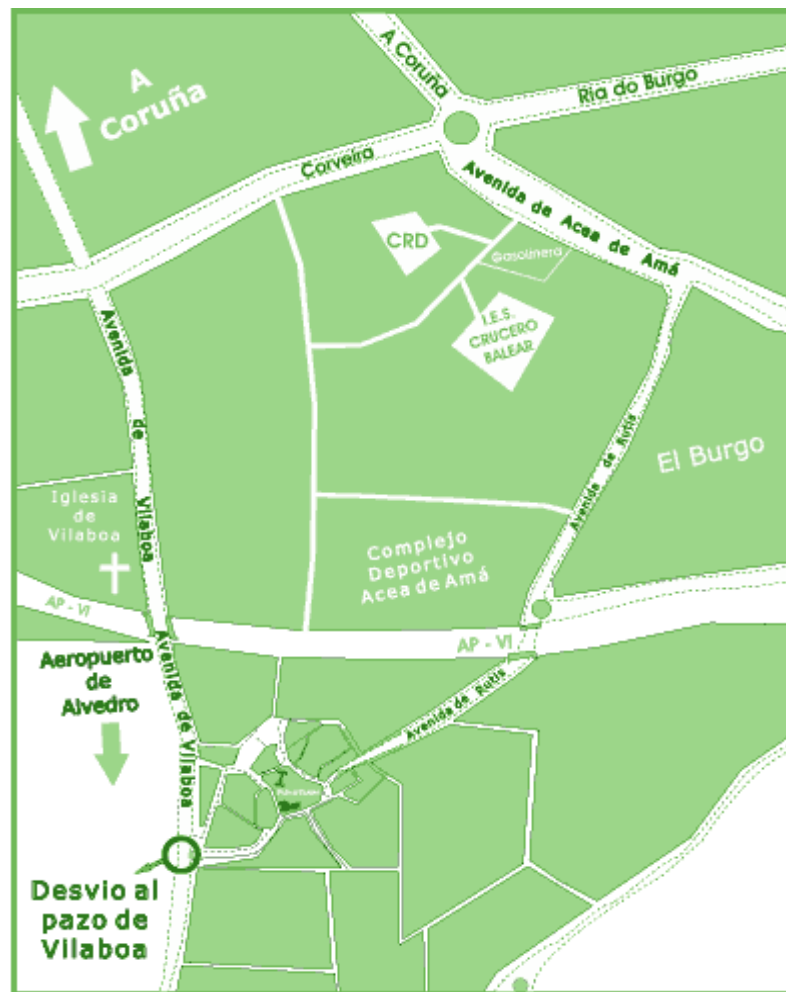 A Coruña
Ria do Burgo
A
Coruña
Corveira
Avenida de Acea de Amá
CRD
Gasolinera
I.E.S.
CRUCERO
BALEAR
Avenida de Vilaboa
Avenida de Rutis
El Burgo
Iglesia
de
Vilaboa
Complejo
Deportivo
Acea de Amá
AP - VI
AP - VI
Aeropuerto
de
Alvedro
Avenida de Vilaboa
Avenida de Rutis
Desvio al
pazo de
Vilaboa